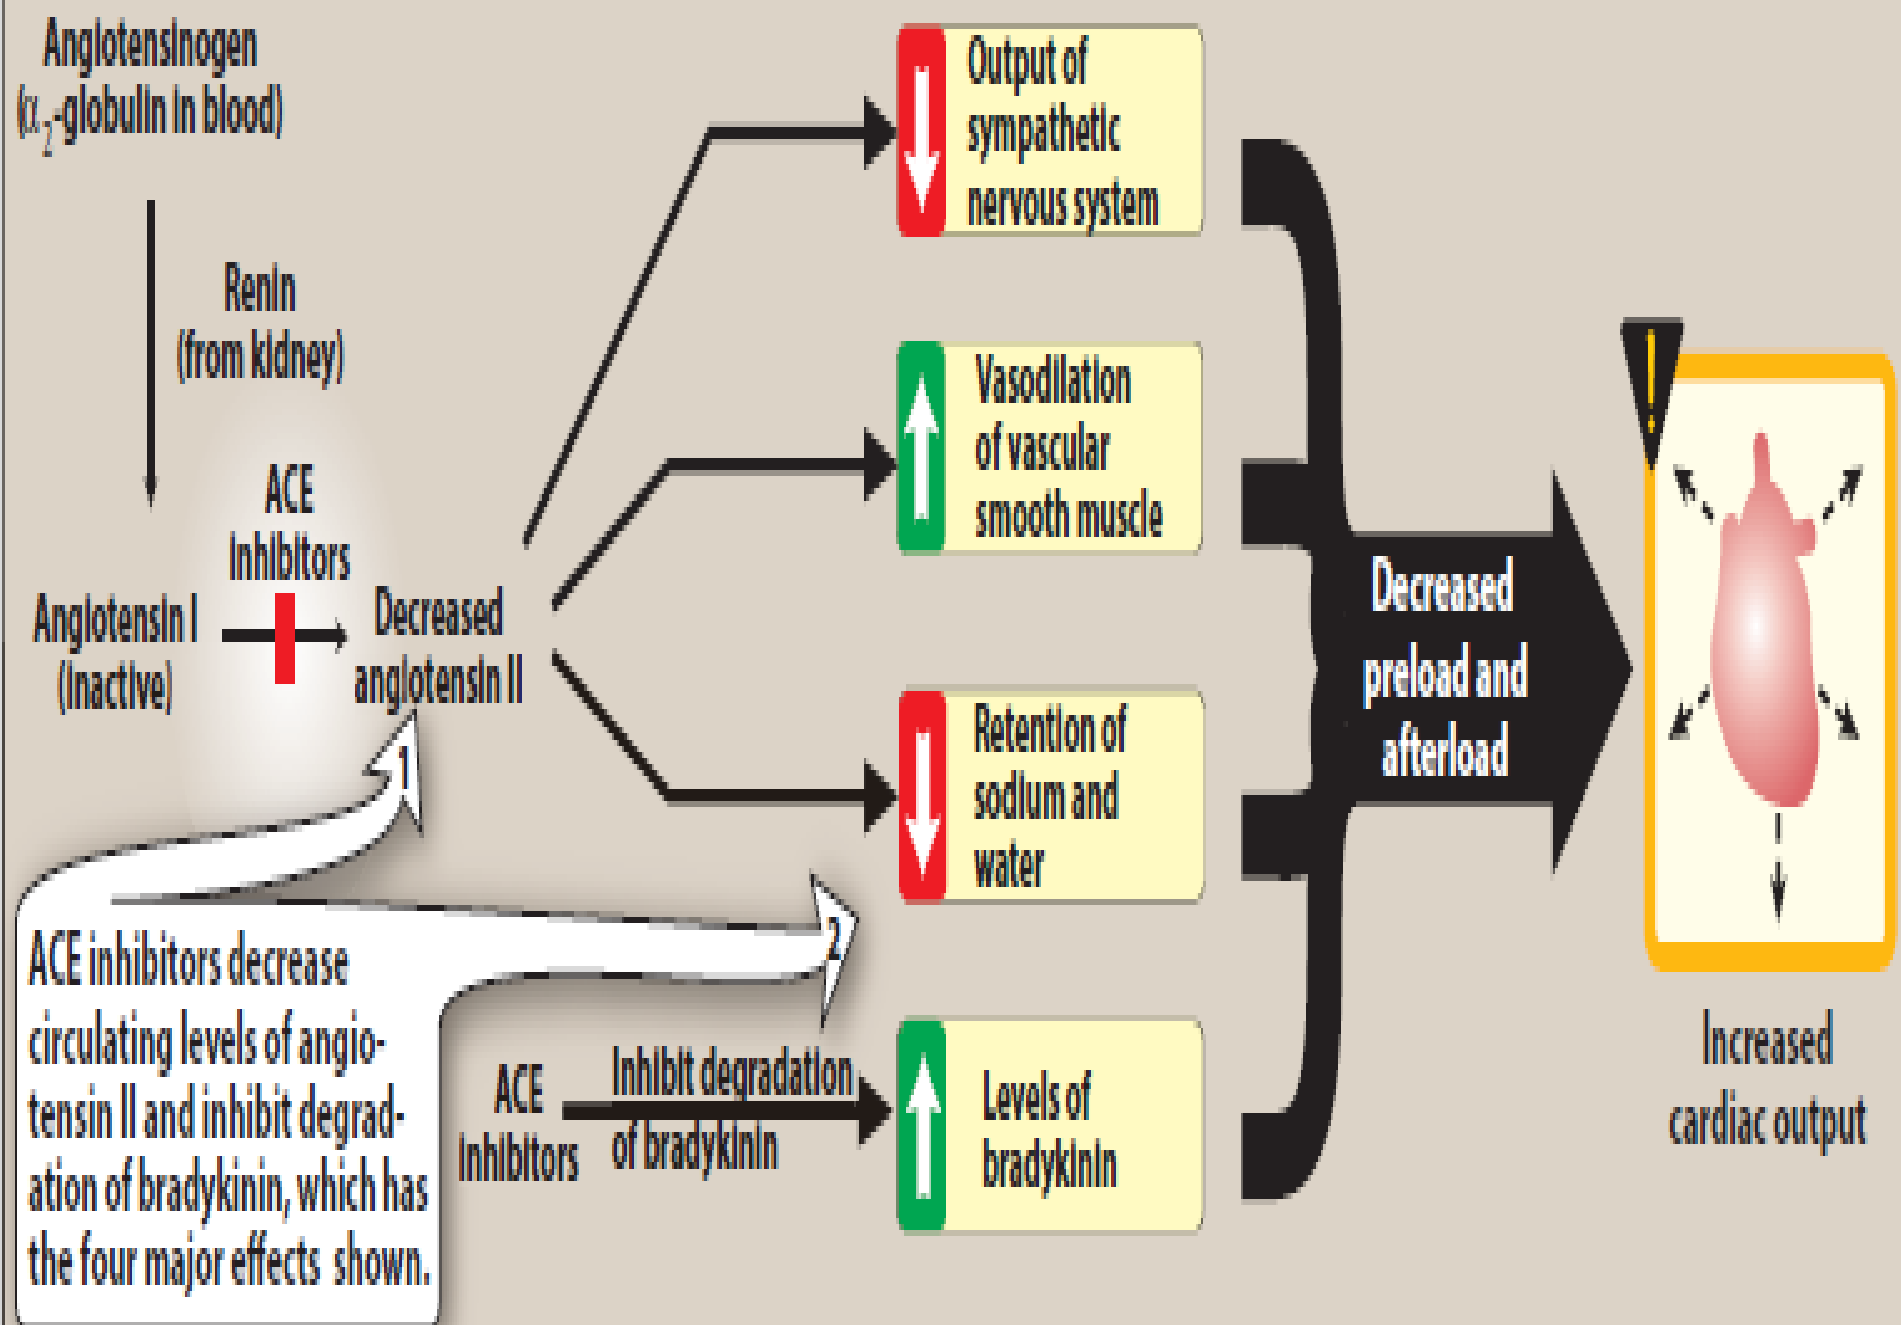 Angiotensinogen
(α2-globulin in blood)
Renin
(from kidney)
ACE
inhibitors
Angiotensin I
(inactive)
Decreased
angiotensin II
1
2
ACE inhibitors decrease
circulating levels of angio-
tensin II and inhibit degrad-
ation of bradykinin, which has
the four major effects shown.
ACE
inhibitors
Inhibit degradation
of bradykinin
Output of
sympathetic
nervous system
Vasodilation
of vascular
smooth muscle
Retention of
sodium and
water
Levels of
bradykinin
Decreased
preload and
afterload
!
Increased
cardiac output